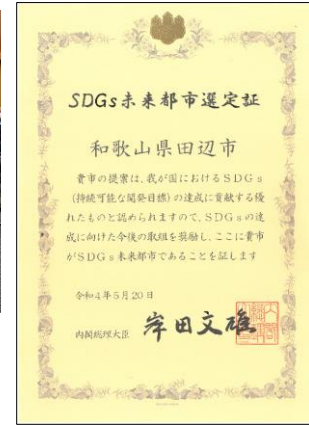 SDGs未来都市選定証
和歌山県田辺市
貴市の提案は、我が国におけるSDGs
(持続可能な開発目標)の達成に貢献する優
れたものと認められますので、SDGsの達
成に向けた今後の取組を奨励し、ここに貴市
がSDGs未来都市であることを証します
令和4年5月20日
内閣総理大臣 岸田文雄